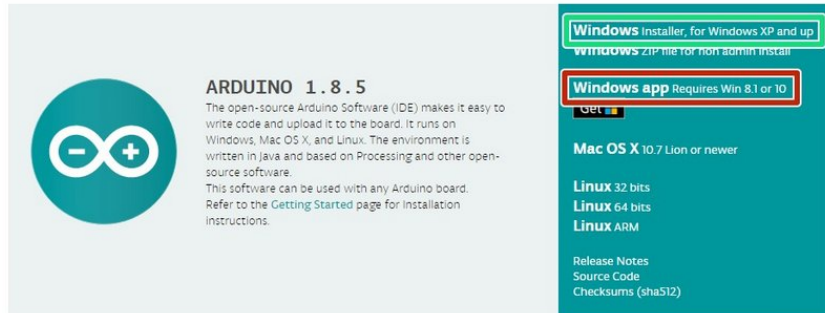 ARDUINO 1.8.5
The open-source Arduino Software (IDE) makes it easy to
write code and upload it to the board. It runs on
Windows, Mac OS X, and Linux. The environment is
written in Java and based on Processing and other open-
source software.
This software can be used with any Arduino board.
Refer to the Getting Started page for Installation
instructions.
Windows Installer, for Windows XP and up
Windows ZIP file for non admin install
Windows app Requires Win 8.1 or 10
Get
Mac OS X 10.7 Lion or newer
Linux 32 bits
Linux 64 bits
Linux ARM
Release Notes
Source Code
Checksums (sha512)